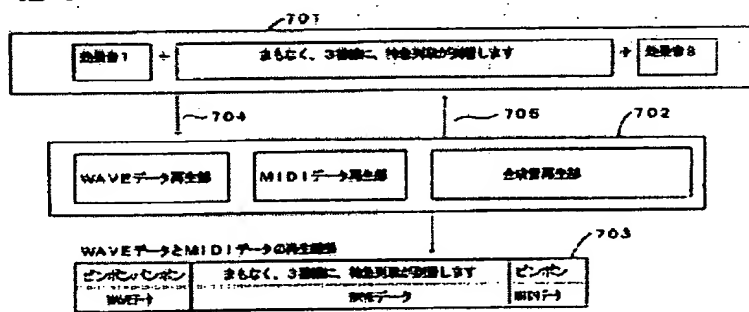 701
効果音1 + まもなく、3番線に、特急列車が到着します + 効果音
704
705
702
WAVEデータ再生部 MIDIデータ再生部 合成音再生部
WAVEデータとMIDIデータの再生
703
ピンポンパンポン まもなく、3番線に、特急列車が到着します ピンポン
WAVEデータ データ MIDIデータ